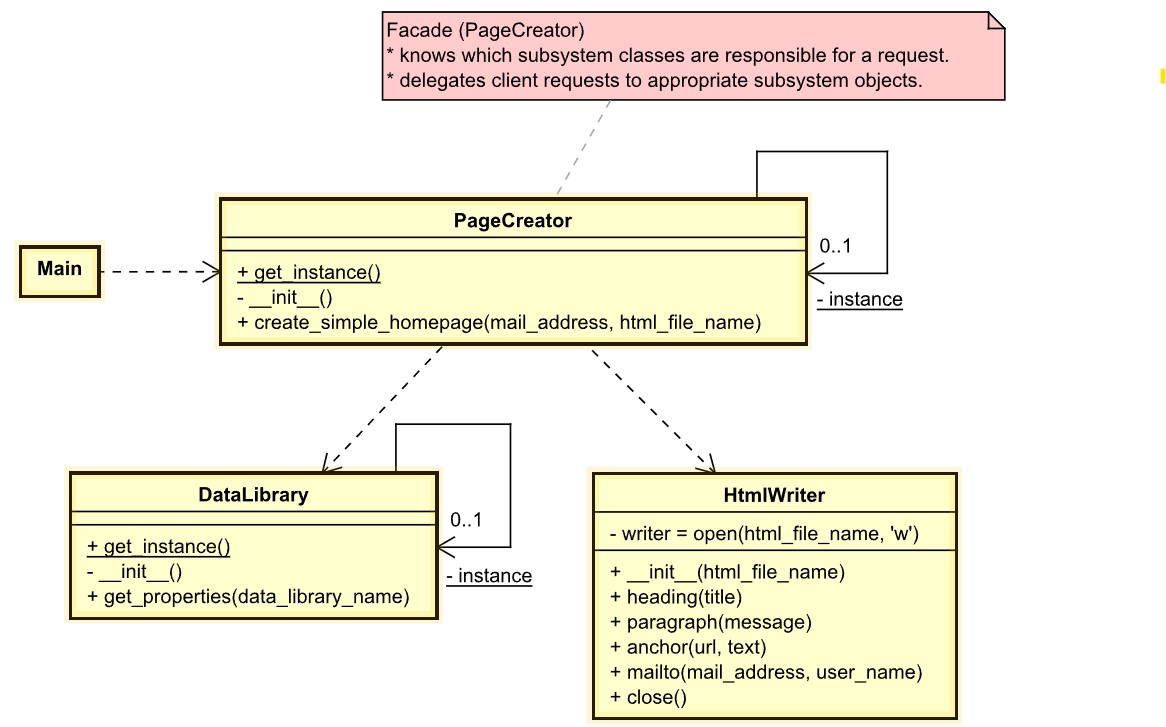 Facade (PageCreator)
* knows which subsystem classes are responsible for a request.
* delegates client requests to appropriate subsystem objects.
PageCreator
+ get_instance()
- __init__()
+ create_simple_homepage(mail_address, html_file_name)
0..1
- instance
Main
DataLibrary
+ get_instance()
- __init__()
+ get_properties(data_library_name)
0..1
- instance
HtmlWriter
- writer = open(html_file_name, 'w')
+ __init__(html_file_name)
+ heading(title)
+ paragraph(message)
+ anchor(url, text)
+ mailto(mail_address, user_name)
+ close()